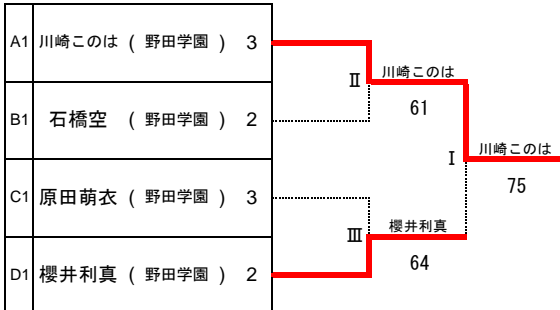 A1 川崎このは ( 野田学園 ) 3
B1 石橋空 ( 野田学園 ) 2
C1 原田萌衣 ( 野田学園 ) 3
D1 櫻井利真 ( 野田学園 ) 2
Ⅱ
川崎このは
61
Ⅰ
川崎このは
75
Ⅲ
櫻井利真
64